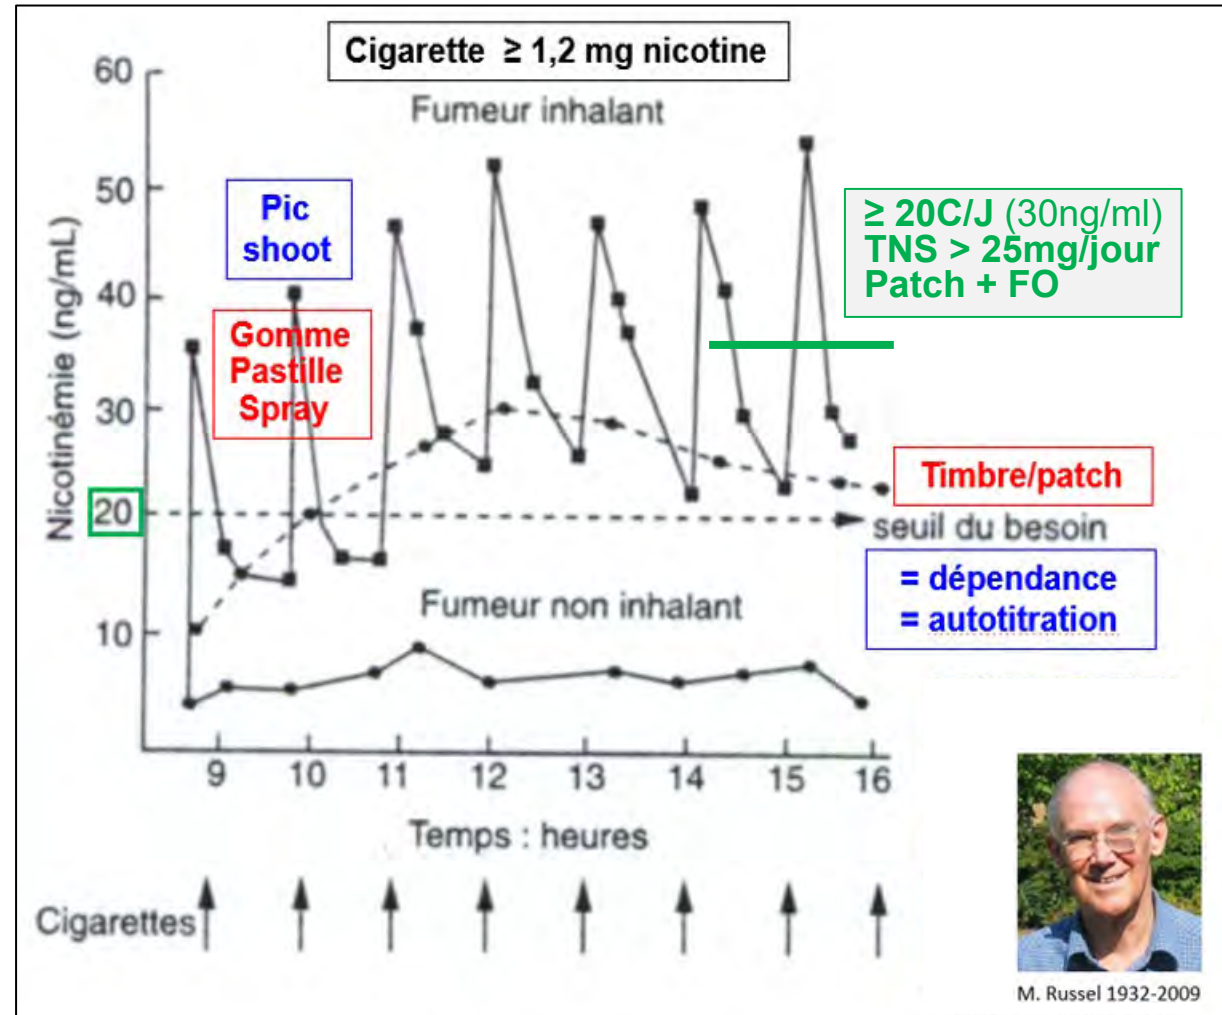 Cigarette ≥ 1,2 mg nicotine
Fumeur inhalant
Nicotinémie (ng/mL)
60
50
40
30
20
10
Pic
shoot
Gomme
Pastille
Spray
≥ 20C/J (30ng/ml)
TNS > 25mg/jour
Patch + FO
Timbre/patch
seuil du besoin
= dépendance
= autotitration
Fumeur non inhalant
9 10 11 12 13 14 15 16
Temps : heures
Cigarettes
M. Russel 1932-2009